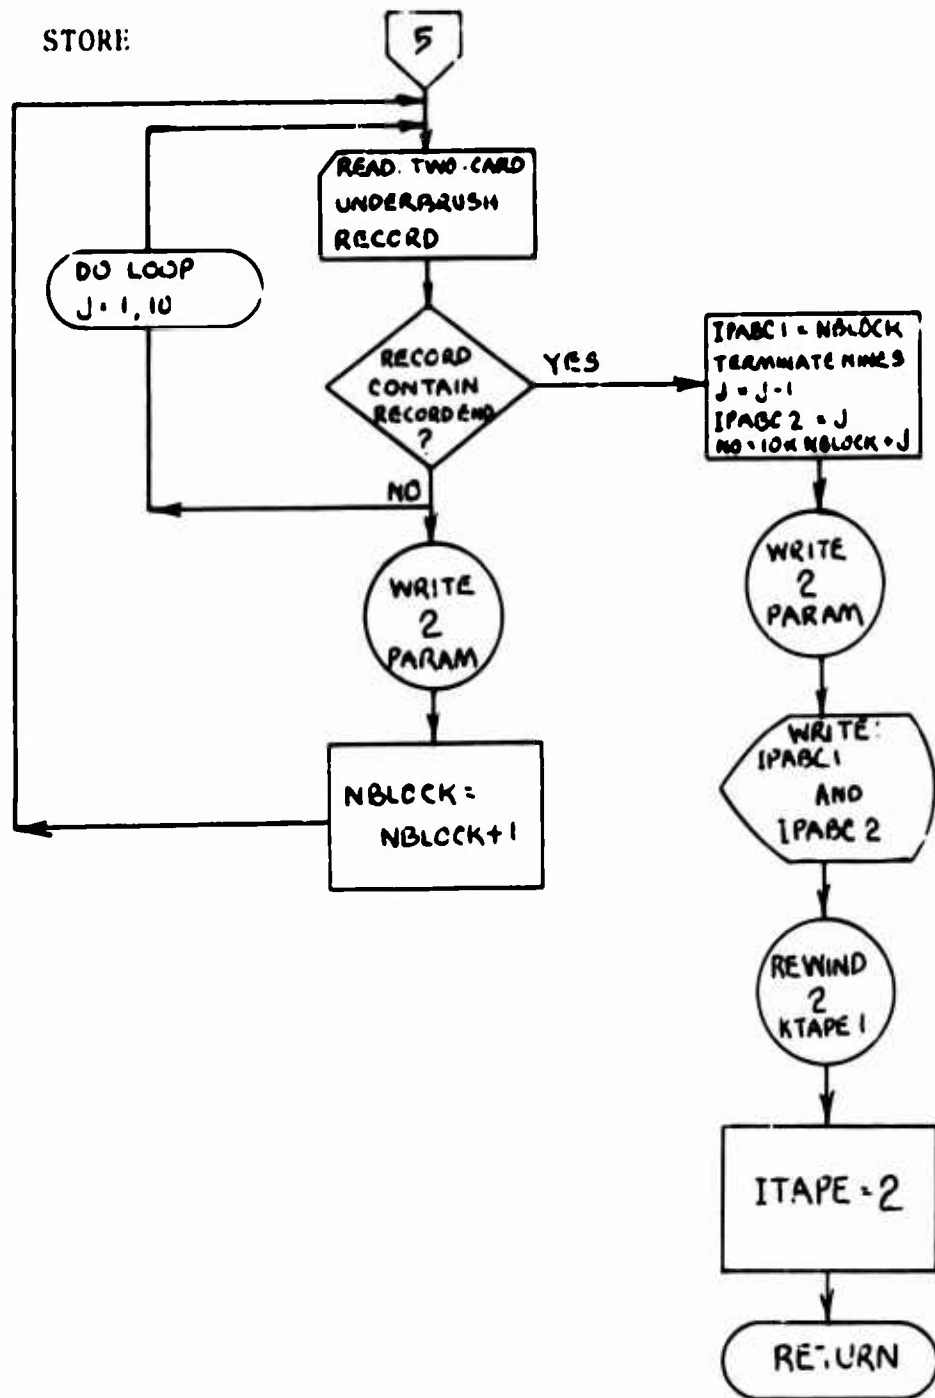 STORE
5
READ TWO-CARD
UNDERBRUSH
RECORD
DO LOOP
J = 1, 10
RECORD
CONTAIN
RECORD END
?
YES
NO
IPABC1 = NBLOCK
TERMINATE NINES
J = J-1
IPABC2 = J
NO = 10 x NBLOCK + J
WRITE
2
PARAM
NBLOCK =
NBLOCK+1
WRITE
2
PARAM
WRITE:
IPABC1
AND
IPABC2
REWIND
2
KTAPE1
ITAPE = 2
RETURN